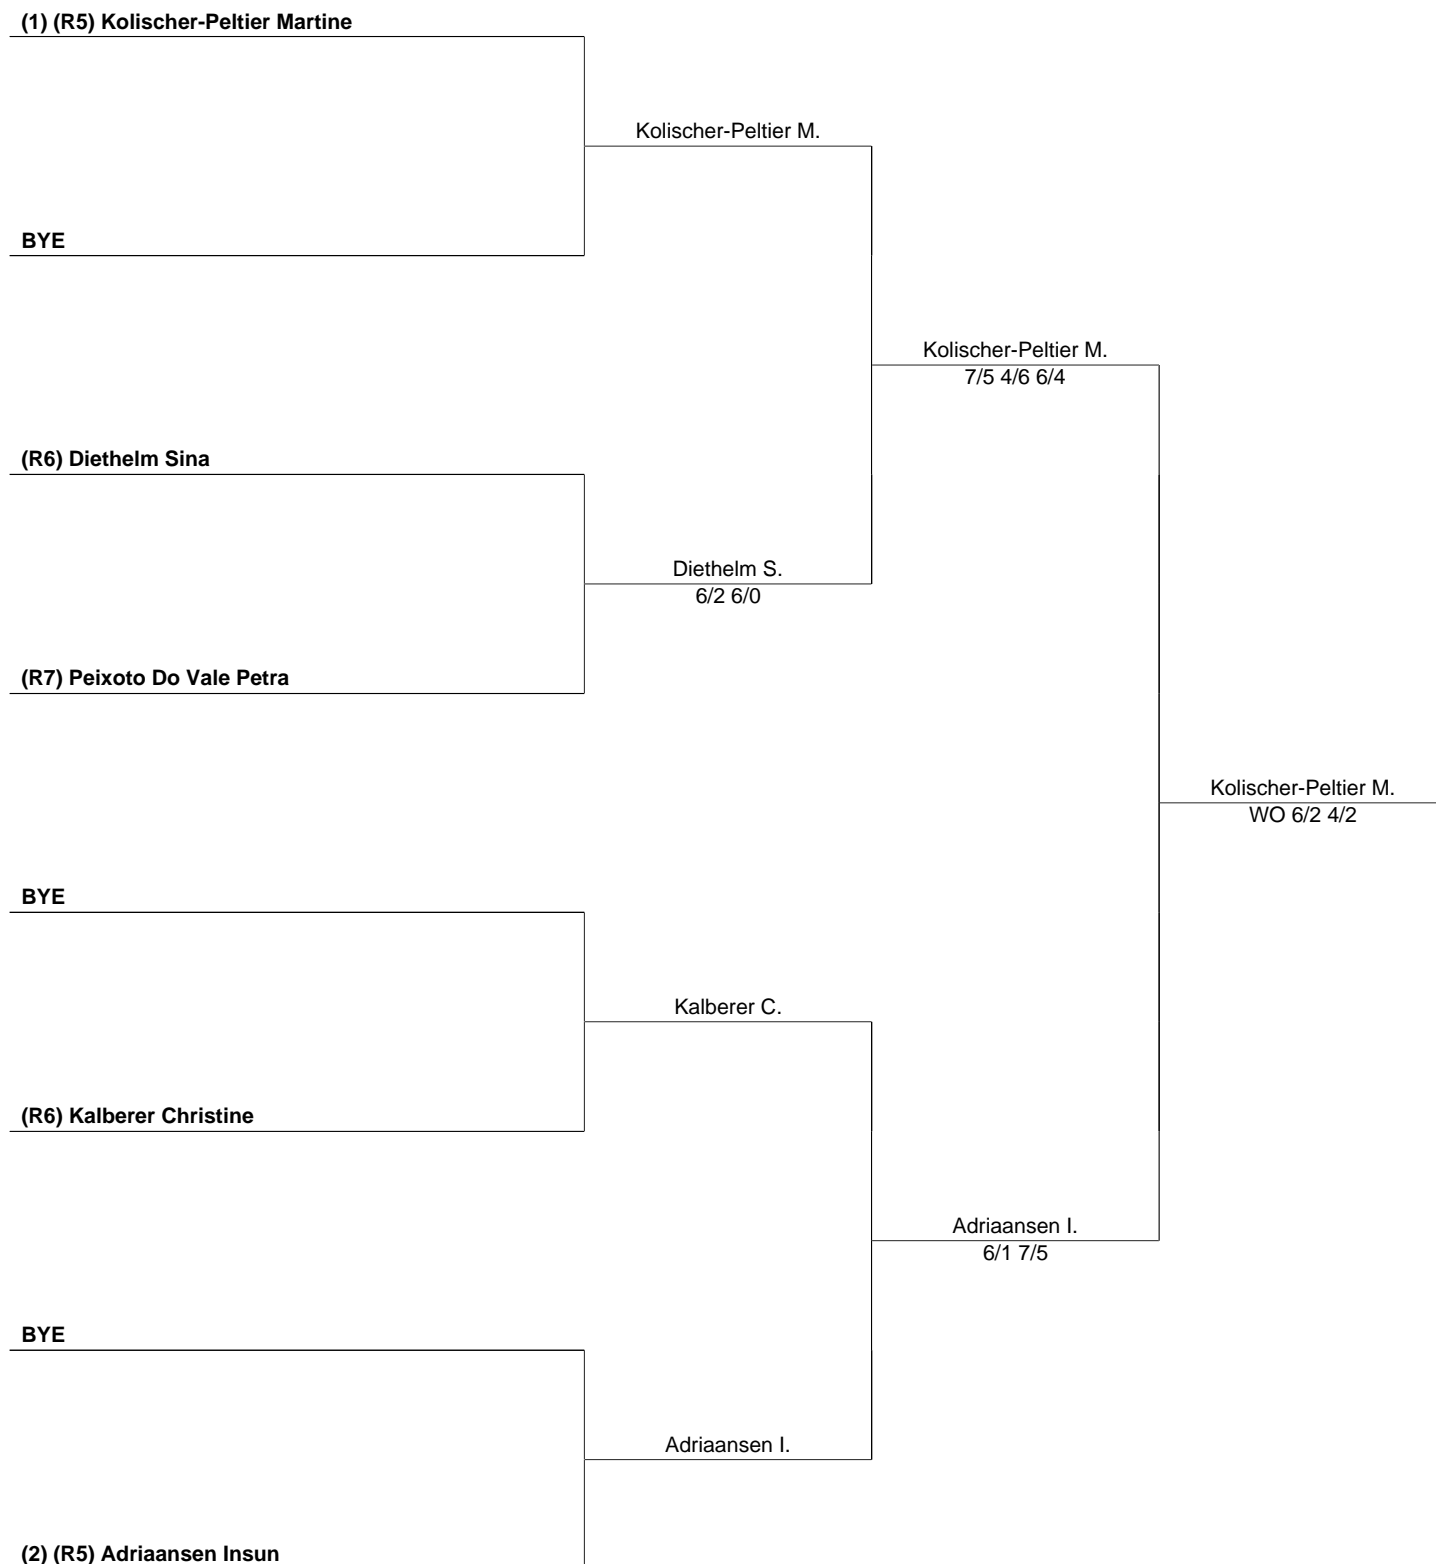 (1) (R5) Kolischer-Peltier Martine
Kolischer-Peltier M.
BYE
Kolischer-Peltier M.
7/5 4/6 6/4
(R6) Diethelm Sina
Diethelm S.
6/2 6/0
(R7) Peixoto Do Vale Petra
Kolischer-Peltier M.
WO 6/2 4/2
BYE
Kalberer C.
(R6) Kalberer Christine
Adriaansen I.
6/1 7/5
BYE
Adriaansen I.
(2) (R5) Adriaansen Insun